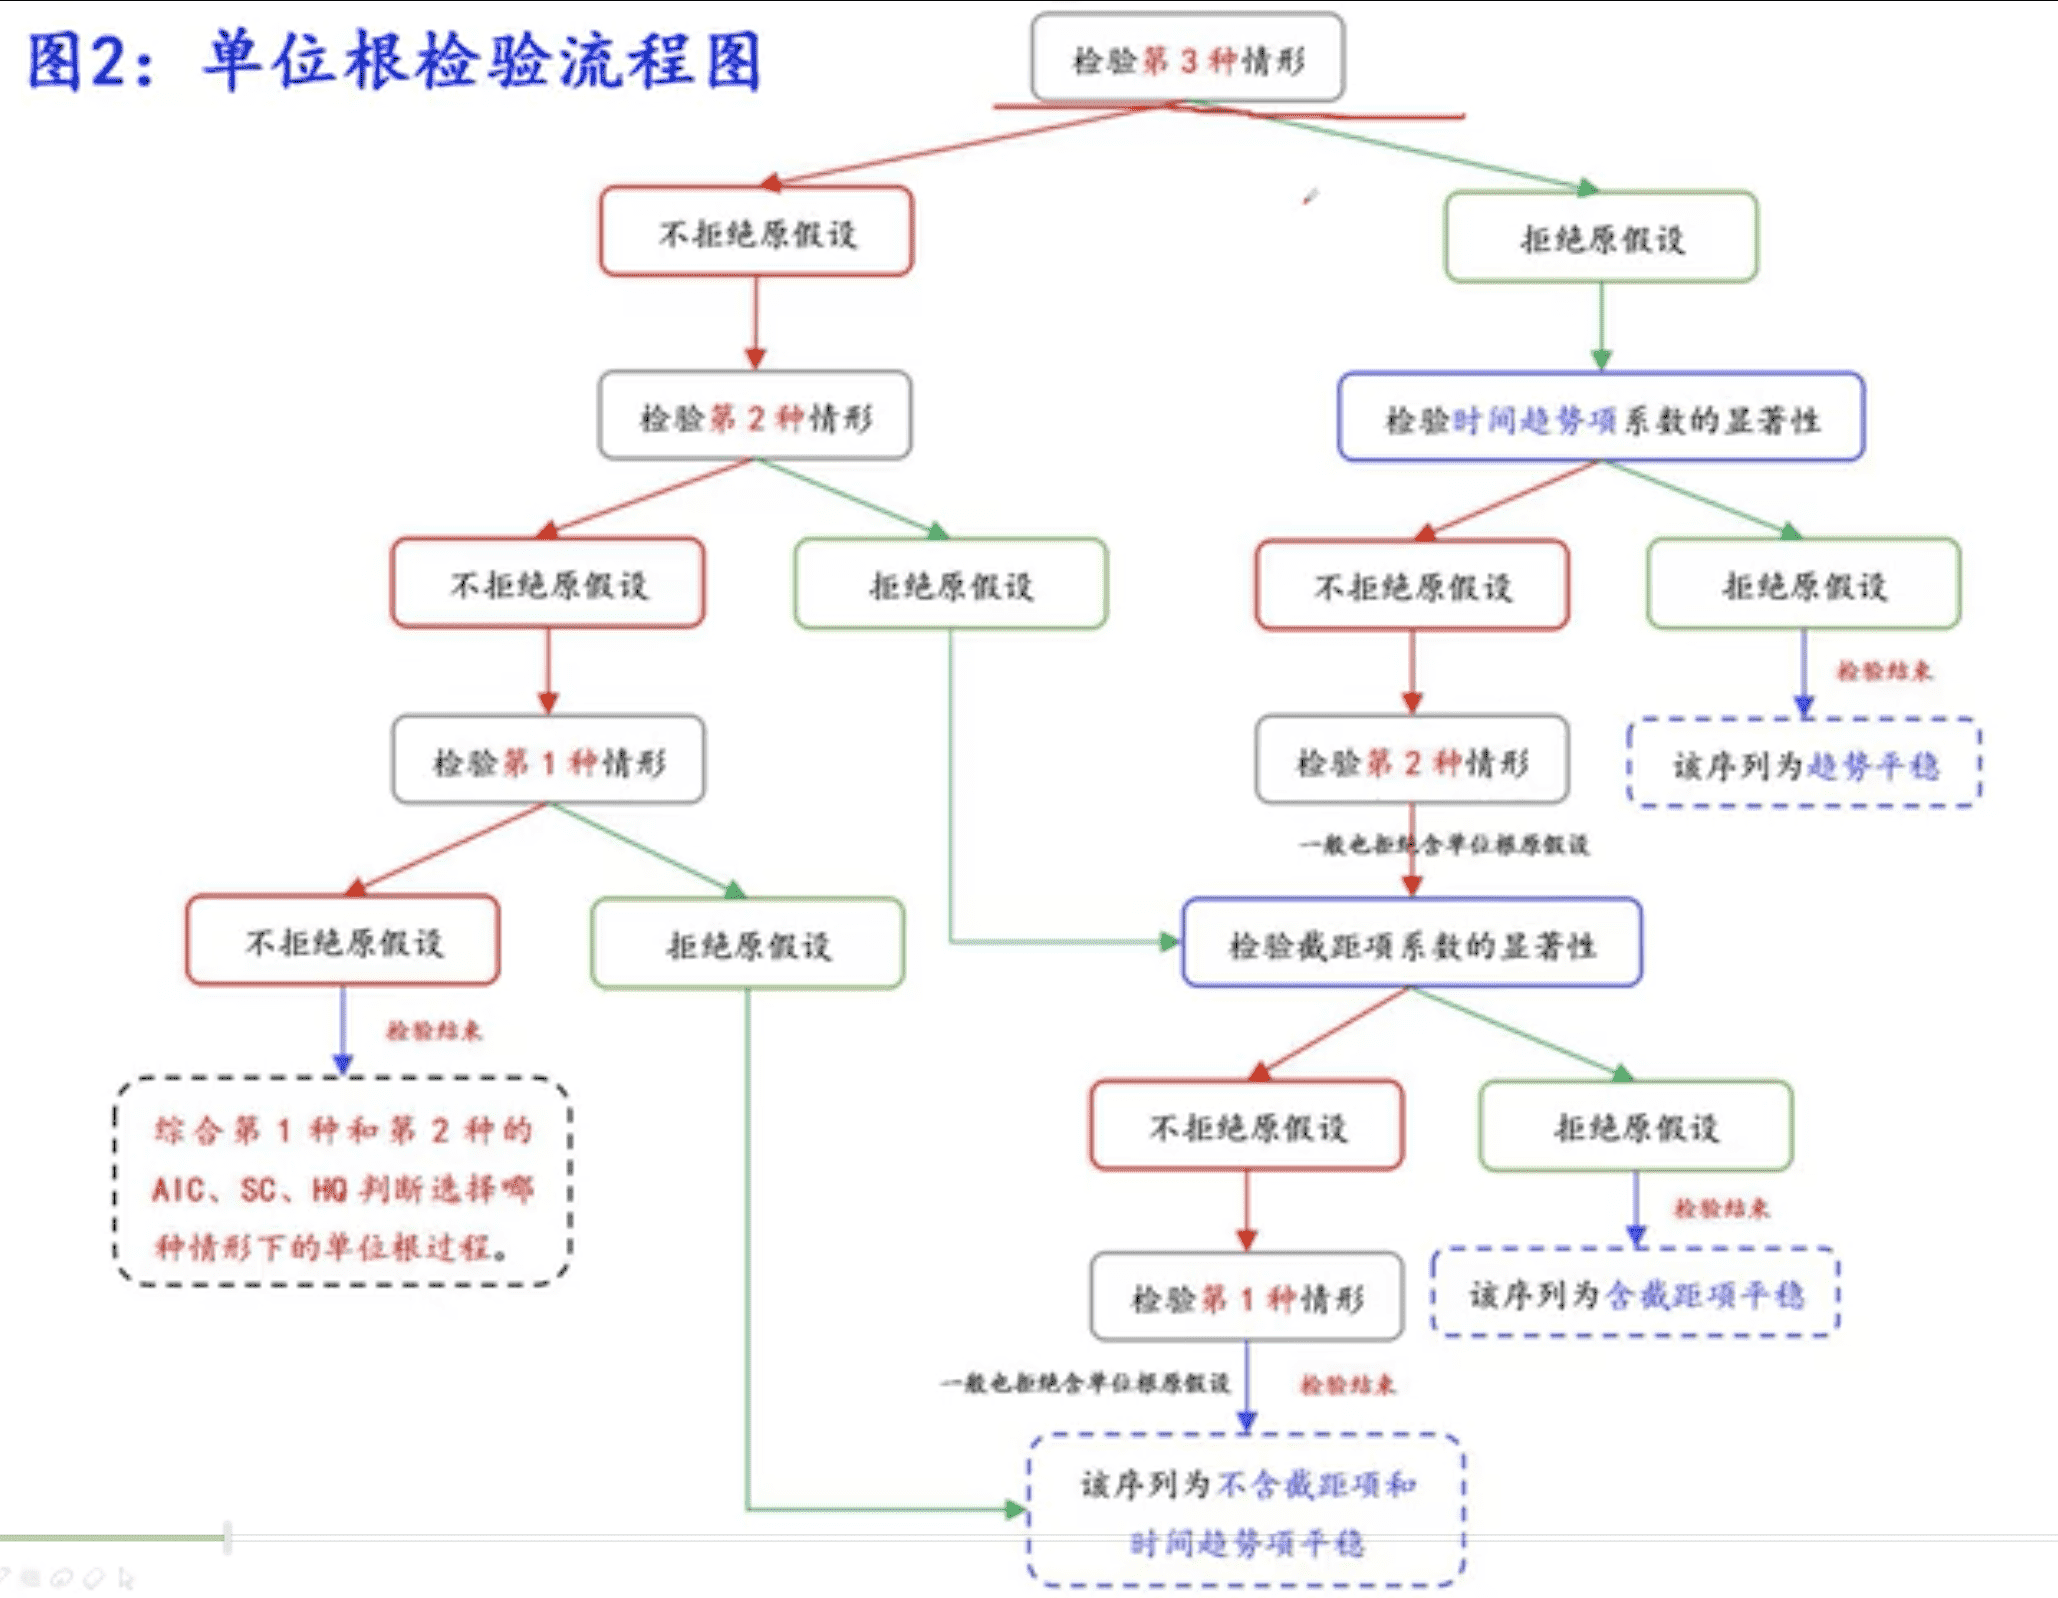 图2：单位根检验流程图
检验第3种情形
不拒绝原假设
拒绝原假设
检验第2种情形
检验时间趋势项系数的显著性
不拒绝原假设
拒绝原假设
不拒绝原假设
拒绝原假设
检验结束
检验第1种情形
检验第2种情形
该序列为趋势平稳
一般也拒绝含单位根原假设
不拒绝原假设
拒绝原假设
检验截距项系数的显著性
检验结束
综合第1种和第2种的
AIC、SC、HQ判断选择哪
种情形下的单位根过程。
不拒绝原假设
拒绝原假设
检验结束
检验第1种情形
该序列为含截距项平稳
一般也拒绝含单位根原假设
检验结束
该序列为不含截距项和
时间趋势项平稳